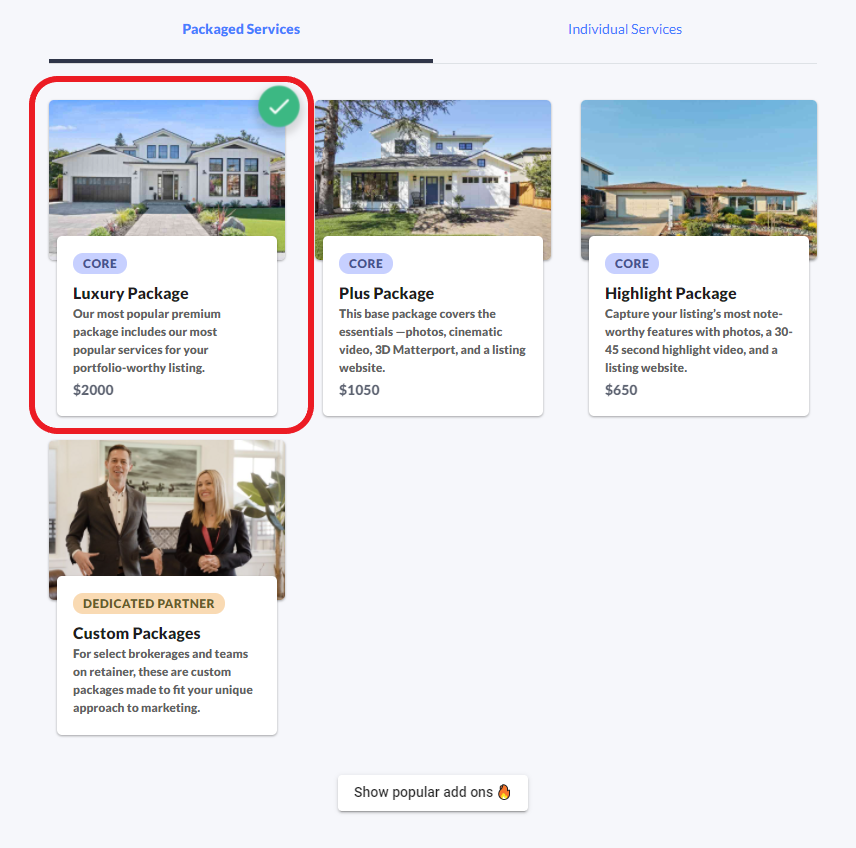 Packaged Services
Individual Services
CORE
Luxury Package
Our most popular premium
package includes our most
popular services for your
portfolio-worthy listing.
$2000
CORE
Plus Package
This base package covers the
essentials —photos, cinematic
video, 3D Matterport, and a listing
website.
$1050
CORE
Highlight Package
Capture your listing's most note-
worthy features with photos, a 30-
45 second highlight video, and a
listing website.
$650
DEDICATED PARTNER
Custom Packages
For select brokerages and teams
on retainer, these are custom
packages made to fit your unique
approach to marketing.
Show popular add ons 🔥